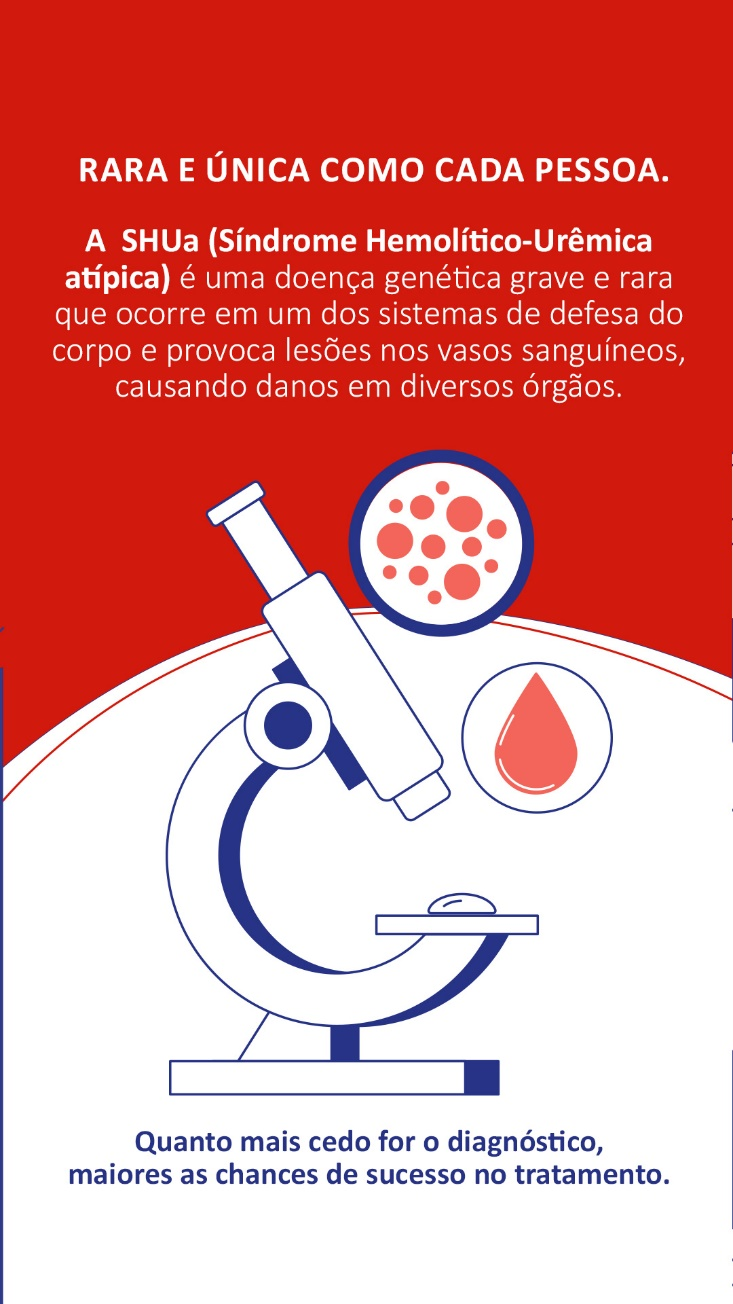 RARA E ÚNICA COMO CADA PESSOA.
A SHUa (Síndrome Hemolítico-Urêmica
atípica) é uma doença genética grave e rara
que ocorre em um dos sistemas de defesa do
corpo e provoca lesões nos vasos sanguíneos,
causando danos em diversos órgãos.
Quanto mais cedo for o diagnóstico,
maiores as chances de sucesso no tratamento.